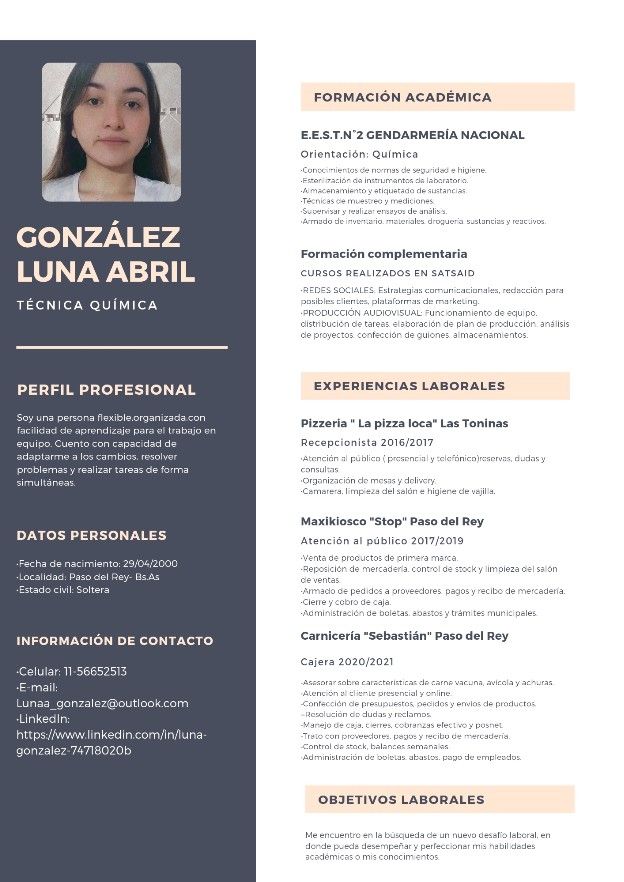 GONZÁLEZ
LUNA ABRIL
TÉCNICA QUÍMICA
PERFIL PROFESIONAL
Soy una persona flexible,organizada,con
facilidad de aprendizaje para el trabajo en
equipo. Cuento con capacidad de
adaptarme a los cambios, resolver
problemas y realizar tareas de forma
simultáneas.
DATOS PERSONALES
•Fecha de nacimiento: 29/04/2000
•Localidad: Paso del Rey- Bs.As
•Estado civil: Soltera
INFORMACIÓN DE CONTACTO
•Celular: 11-56652513
•E-mail:
Lunaa_gonzalez@outlook.com
•LinkedIn:
https://www.linkedin.com/in/luna-
gonzalez-74718020b
FORMACIÓN ACADÉMICA
E.E.S.T.N°2 GENDARMERÍA NACIONAL
Orientación: Química
•Conocimientos de normas de seguridad e higiene.
•Esterilización de instrumentos de laboratorio.
•Almacenamiento y etiquetado de sustancias.
•Técnicas de muestreo y mediciones.
•Supervisar y realizar ensayos de análisis.
•Armado de inventario, materiales, droguería, sustancias y reactivos.
Formación complementaria
CURSOS REALIZADOS EN SATSAID
•REDES SOCIALES: Estrategias comunicacionales, redacción para
posibles clientes, plataformas de marketing.
•PRODUCCIÓN AUDIOVISUAL: Funcionamiento de equipo,
distribución de tareas, elaboración de plan de producción, análisis
de proyectos, confección de guiones, almacenamientos.
EXPERIENCIAS LABORALES
Pizzeria " La pizza loca" Las Toninas
Recepcionista 2016/2017
•Atención al público ( presencial y telefónico)reservas, dudas y
consultas.
•Organización de mesas y delivery.
•Camarera, limpieza del salón e higiene de vajilla.
Maxikiosco "Stop" Paso del Rey
Atención al público 2017/2019
•Venta de productos de primera marca.
•Reposición de mercadería, control de stock y limpieza del salón
de ventas.
•Armado de pedidos a proveedores, pagos y recibo de mercadería.
•Cierre y cobro de caja.
•Administración de boletas, abastos y trámites municipales.
Carnicería "Sebastián" Paso del Rey
Cajera 2020/2021
•Asesorar sobre características de carne vacuna, avícola y achuras.
•Atención al cliente presencial y online.
•Confección de presupuestos, pedidos y envíos de productos.
–Resolución de dudas y reclamos.
•Manejo de caja, cierres, cobranzas efectivo y posnet.
•Trato con proveedores, pagos y recibo de mercadería.
•Control de stock, balances semanales.
•Administración de boletas, abastos, pago de empleados.
OBJETIVOS LABORALES
Me encuentro en la búsqueda de un nuevo desafío laboral, en
donde pueda desempeñar y perfeccionar mis habilidades
académicas o mis conocimientos.